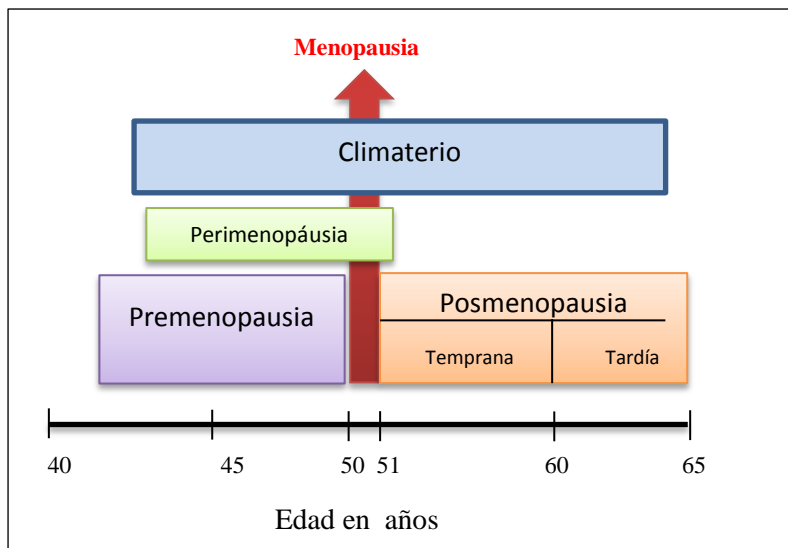 Menopausia
Climaterio
Perimenopáusia
Premenopausia
Posmenopausia
Temprana
Tardía
40
45
50
51
60
65
Edad en años